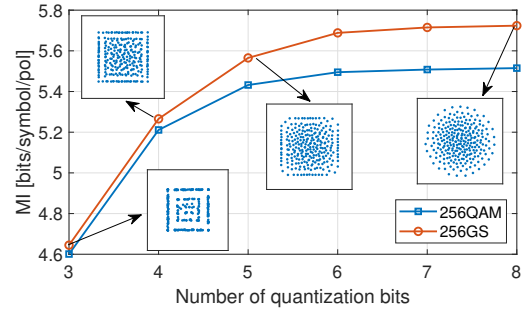 5.8
5.6
5.4
5.2
5
4.8
4.6
MI [bits/symbol/pol]
3 4 5 6 7 8
Number of quantization bits
256QAM
256GS